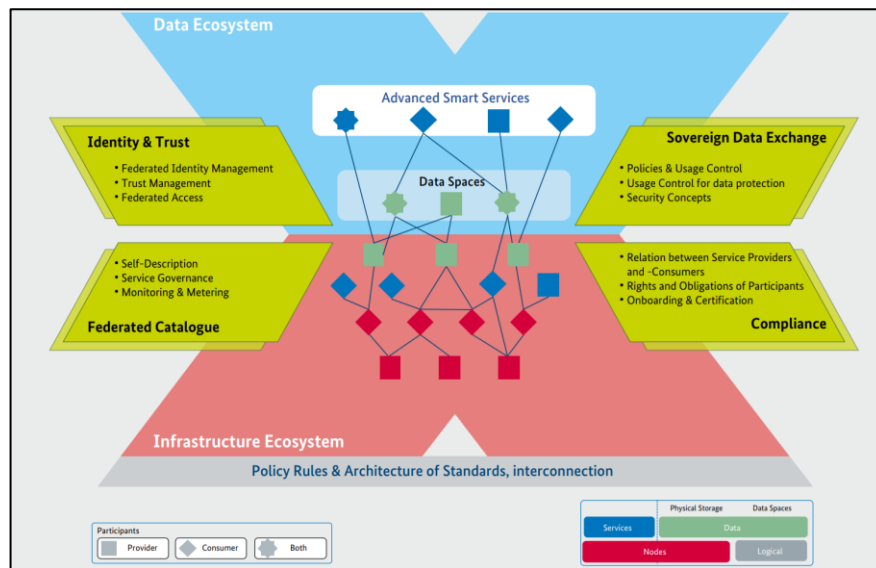 Data Ecosystem
Advanced Smart Services
Identity & Trust
• Federated Identity Management
• Trust Management
• Federated Access
Sovereign Data Exchange
• Policies & Usage Control
• Usage Control for data protection
• Security Concepts
Data Spaces
• Self-Description
• Service Governance
• Monitoring & Metering
Federated Catalogue
• Relation between Service Providers
and -Consumers
• Rights and Obligations of Participants
• Onboarding & Certification
Compliance
Infrastructure Ecosystem
Policy Rules & Architecture of Standards, interconnection
Participants
Provider
Consumer
Both
Physical Storage
Data Spaces
Services
Data
Nodes
Logical